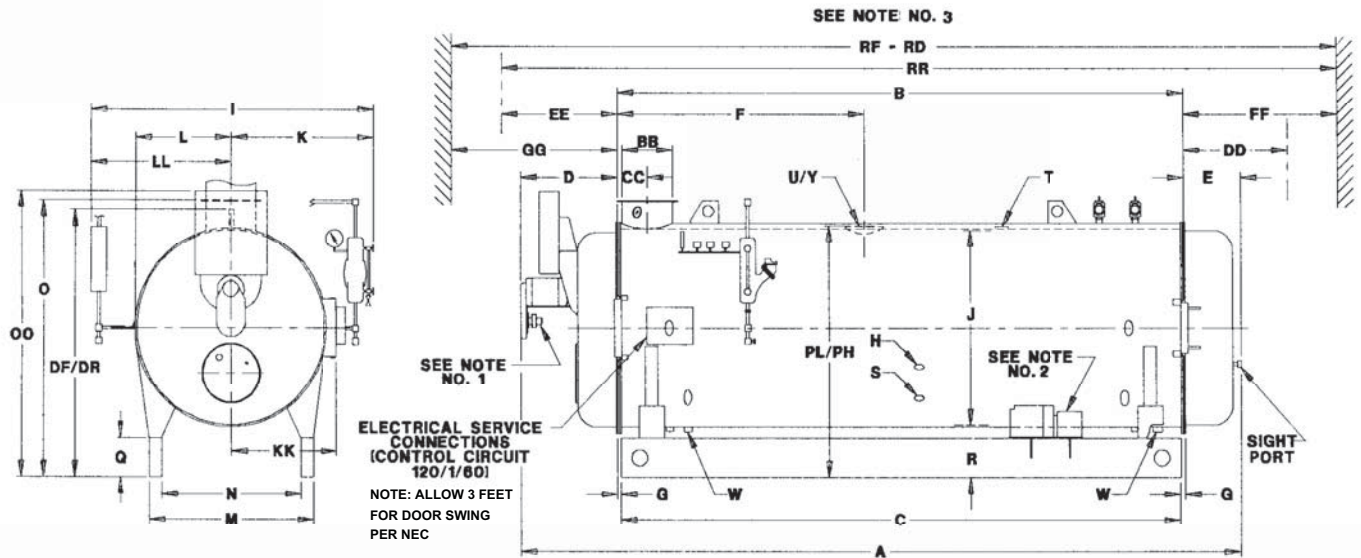 SEE NOTE NO. 3
RF - RD
RR
I
B
L
K
EE
F
FF
LL
GG
BB
DD
D
CC
U/Y
T
E
OO
O
DF/DR
J
PL/PH
H
S
SEE NOTE
NO. 1
SEE NOTE
NO. 2
ELECTRICAL SERVICE
CONNECTIONS
(CONTROL CIRCUIT
120/1/60)
SIGHT
PORT
Q
KK
R
N
G
W
W
G
M
NOTE: ALLOW 3 FEET
FOR DOOR SWING
PER NEC
C
A